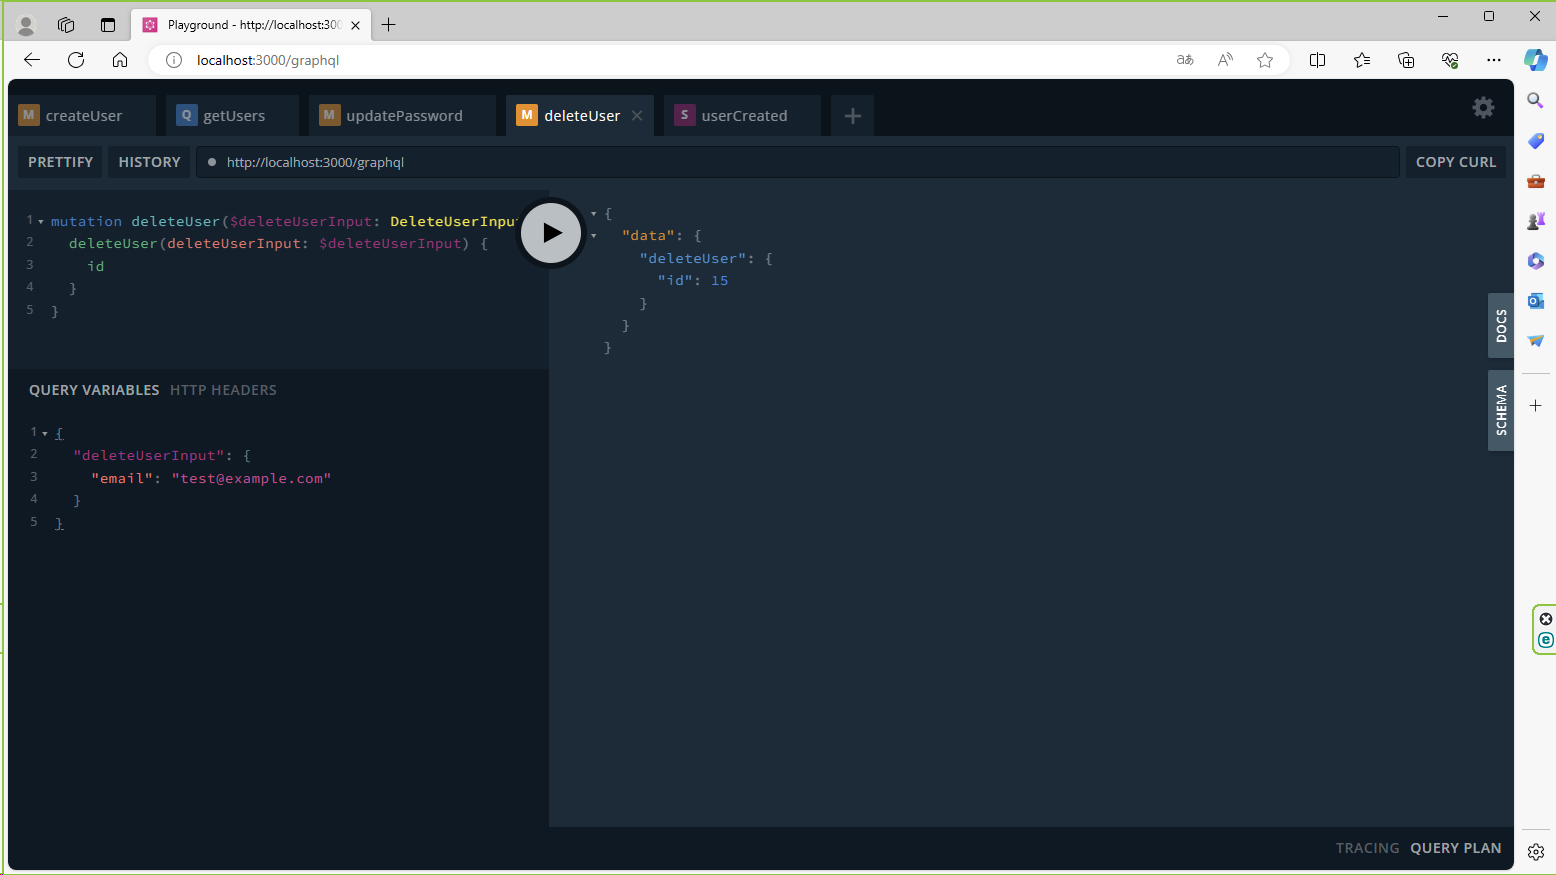 Playground - http://localhost:300
localhost:3000/graphql
M createUser
Q getUsers
M updatePassword
M deleteUser
S userCreated
PRETTIFY
HISTORY
http://localhost:3000/graphql
COPY CURL
1 mutation deleteUser($deleteUserInput: DeleteUserInput
2 deleteUser(deleteUserInput: $deleteUserInput) {
3 id
4 }
5 }
{
"data": {
"deleteUser": {
"id": 15
}
}
}
DOCS
SCHEMA
QUERY VARIABLES HTTP HEADERS
1 {
2 "deleteUserInput": {
3 "email": "test@example.com"
4 }
5 }
TRACING QUERY PLAN